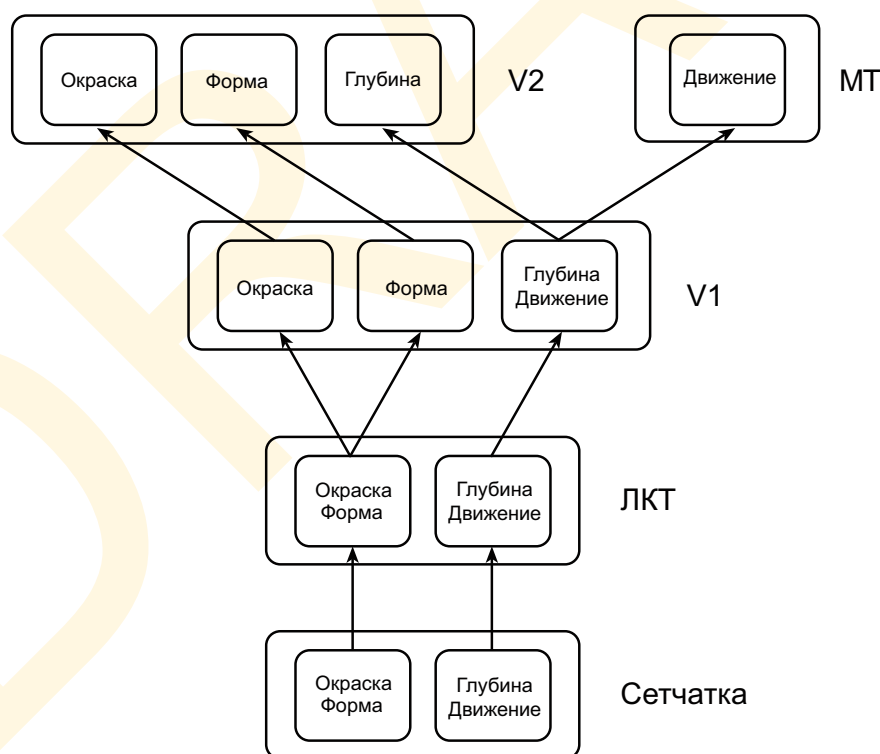 Окраска
Форма
Глубина
V2
Движение
МТ
Окраска
Форма
Глубина
Движение
V1
Окраска
Форма
Глубина
Движение
ЛКТ
Окраска
Форма
Глубина
Движение
Сетчатка